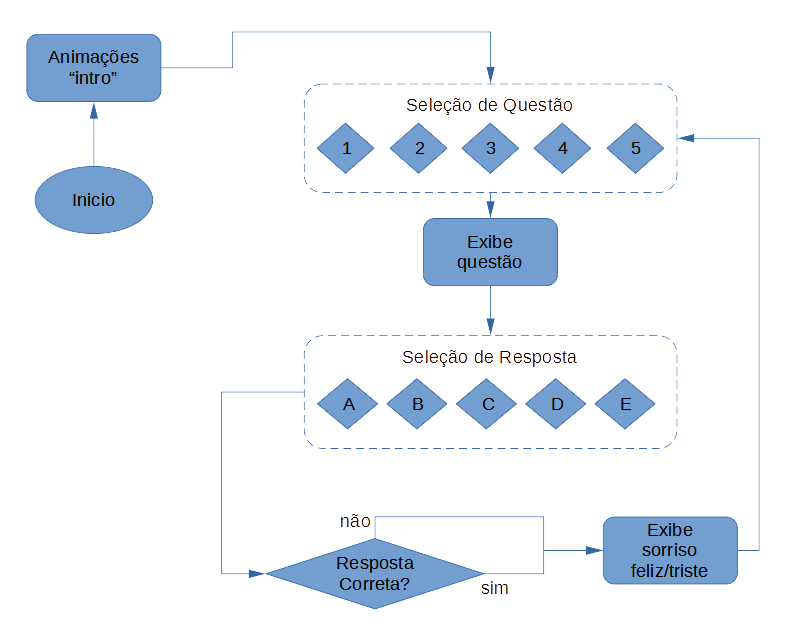 Animações
“intro”
Inicio
Seleção de Questão
1 2 3 4 5
Exibe
questão
Seleção de Resposta
A B C D E
não
Resposta
Correta?
sim
Exibe
sorriso
feliz/triste